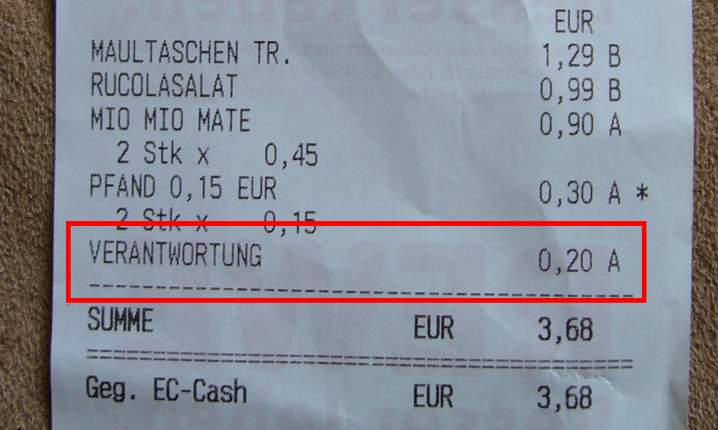 EUR
MAULTASCHEN TR. 1,29 B
RUCOLASALAT 0,99 B
MIO MIO MATE 0,90 A
2 Stk x 0,45
PFAND 0,15 EUR 0,30 A *
2 Stk x 0,15
VERANTWORTUNG 0,20 A
SUMME EUR 3,68
Geg. EC-Cash EUR 3,68